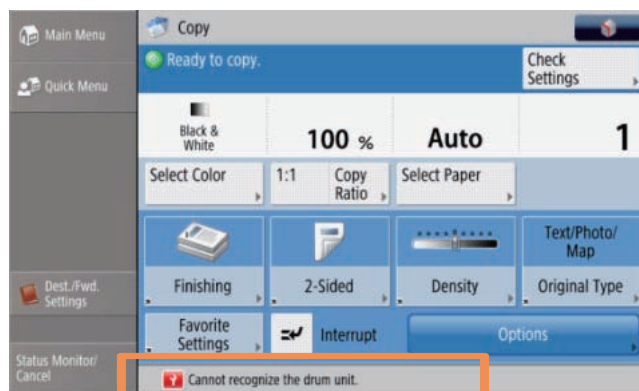 Main Menu
Quick Menu
Dest./Fwd.
Settings
Status Monitor/
Cancel
Copy
Ready to copy.
Check
Settings
Black &
White
100 %
Auto
1
Select Color
1:1
Copy
Ratio
Select Paper
Finishing
2-Sided
Density
Text/Photo/
Map
Original Type
Favorite
Settings
Interrupt
Options
Cannot recognize the drum unit.